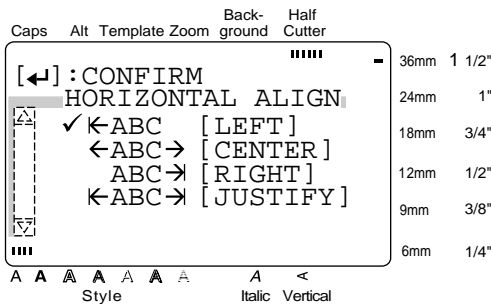 Caps Alt Template Zoom Back-ground Half Cutter
[↵]:CONFIRM
HORIZONTAL ALIGN
✓ |←ABC [LEFT]
←ABC→ [CENTER]
ABC→| [RIGHT]
|←ABC→| [JUSTIFY]
36mm 1 1/2"
24mm 1"
18mm 3/4"
12mm 1/2"
9mm 3/8"
6mm 1/4"
A A A A A A A A A
Style Italic Vertical